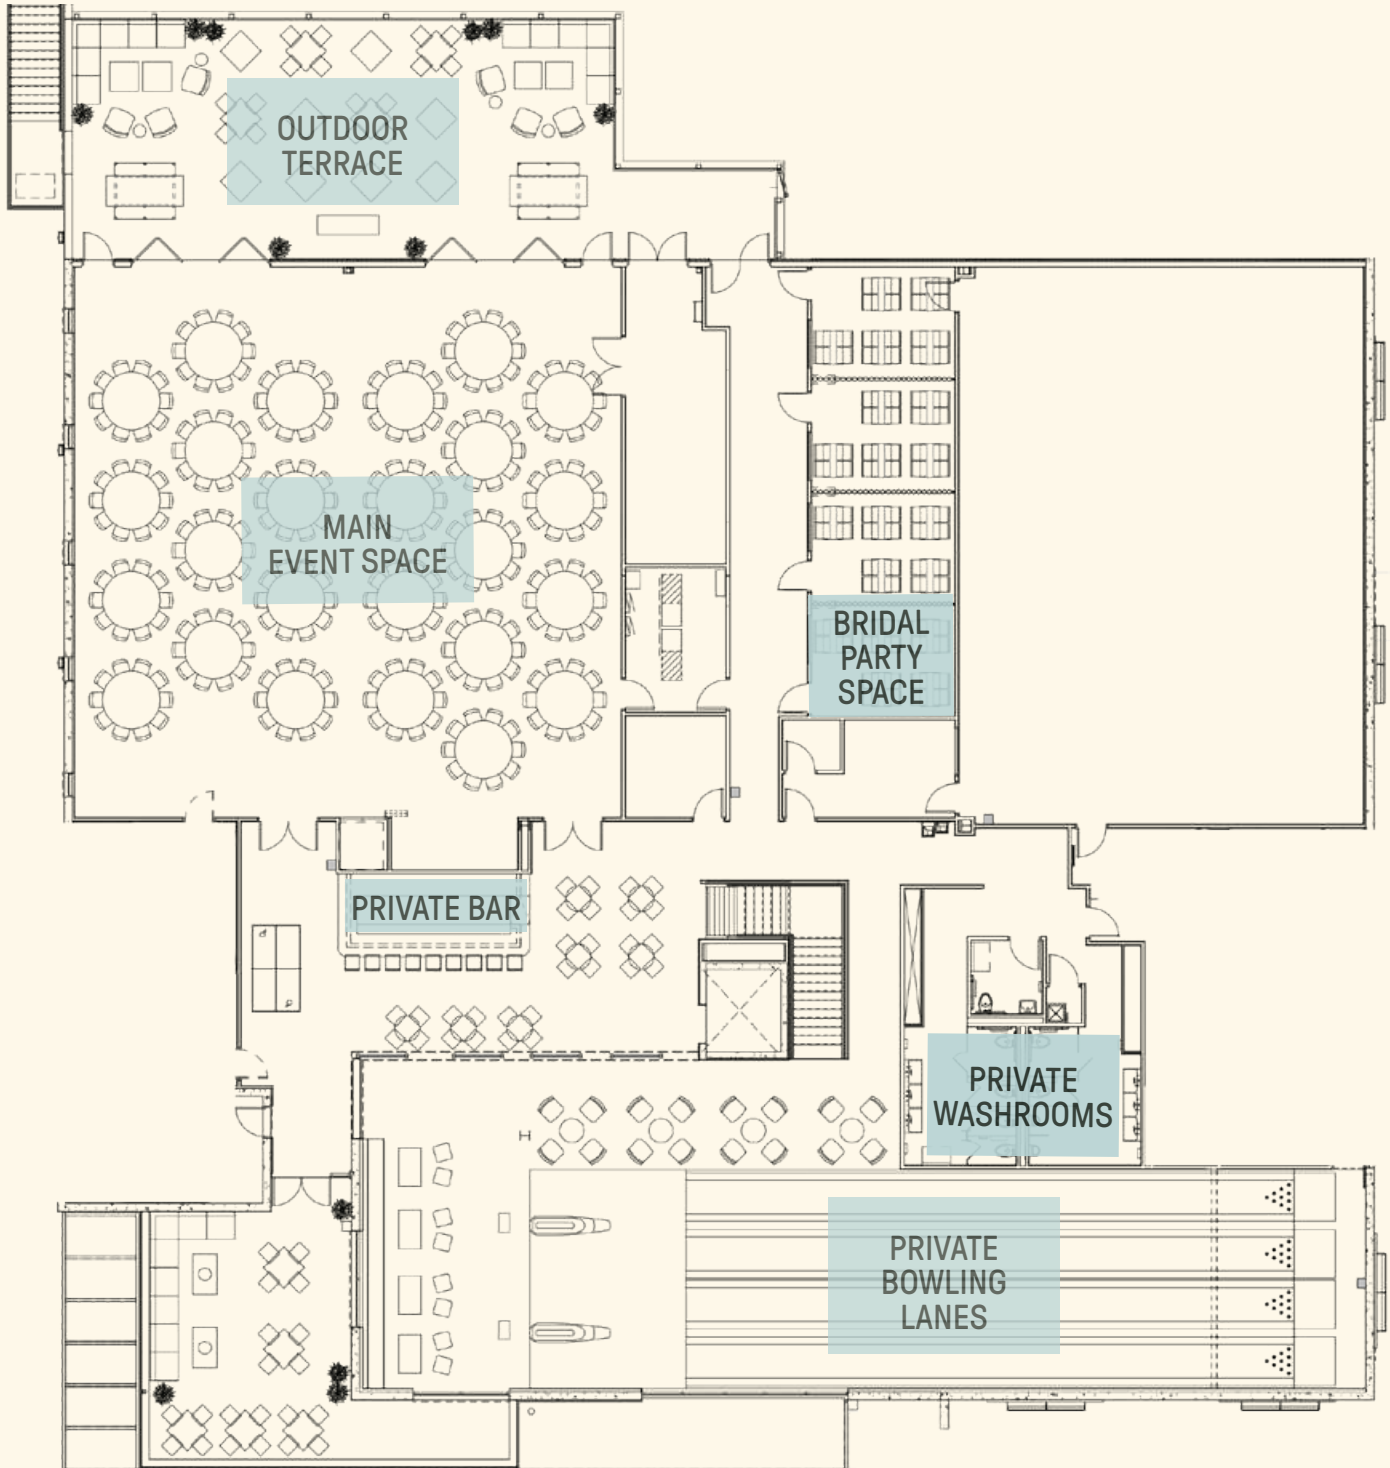 OUTDOOR
TERRACE
MAIN
EVENT SPACE
BRIDAL
PARTY
SPACE
PRIVATE BAR
PRIVATE
WASHROOMS
PRIVATE
BOWLING
LANES